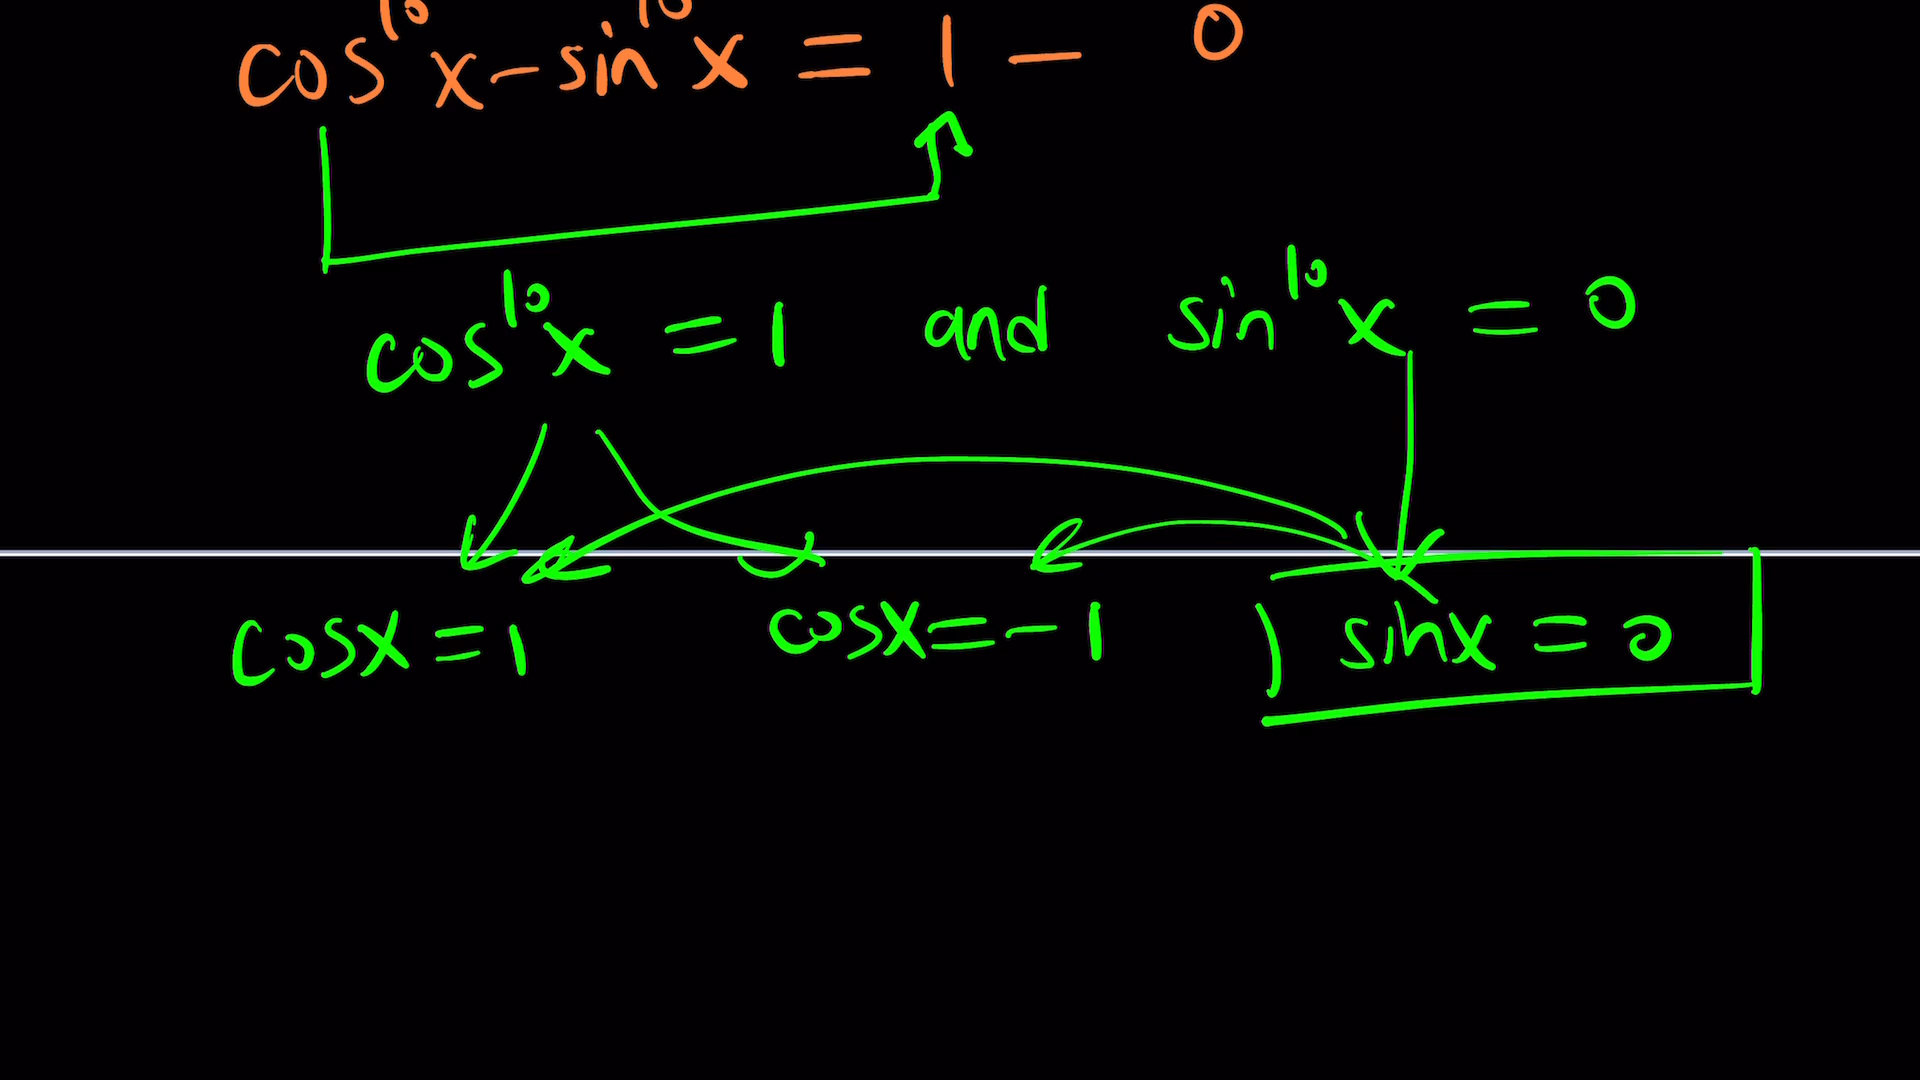 cos¹⁰x - sin¹⁰x = 1 - 0
cos¹⁰x = 1 and sin¹⁰x = 0
cosx = 1 cosx = -1 sinx = 0